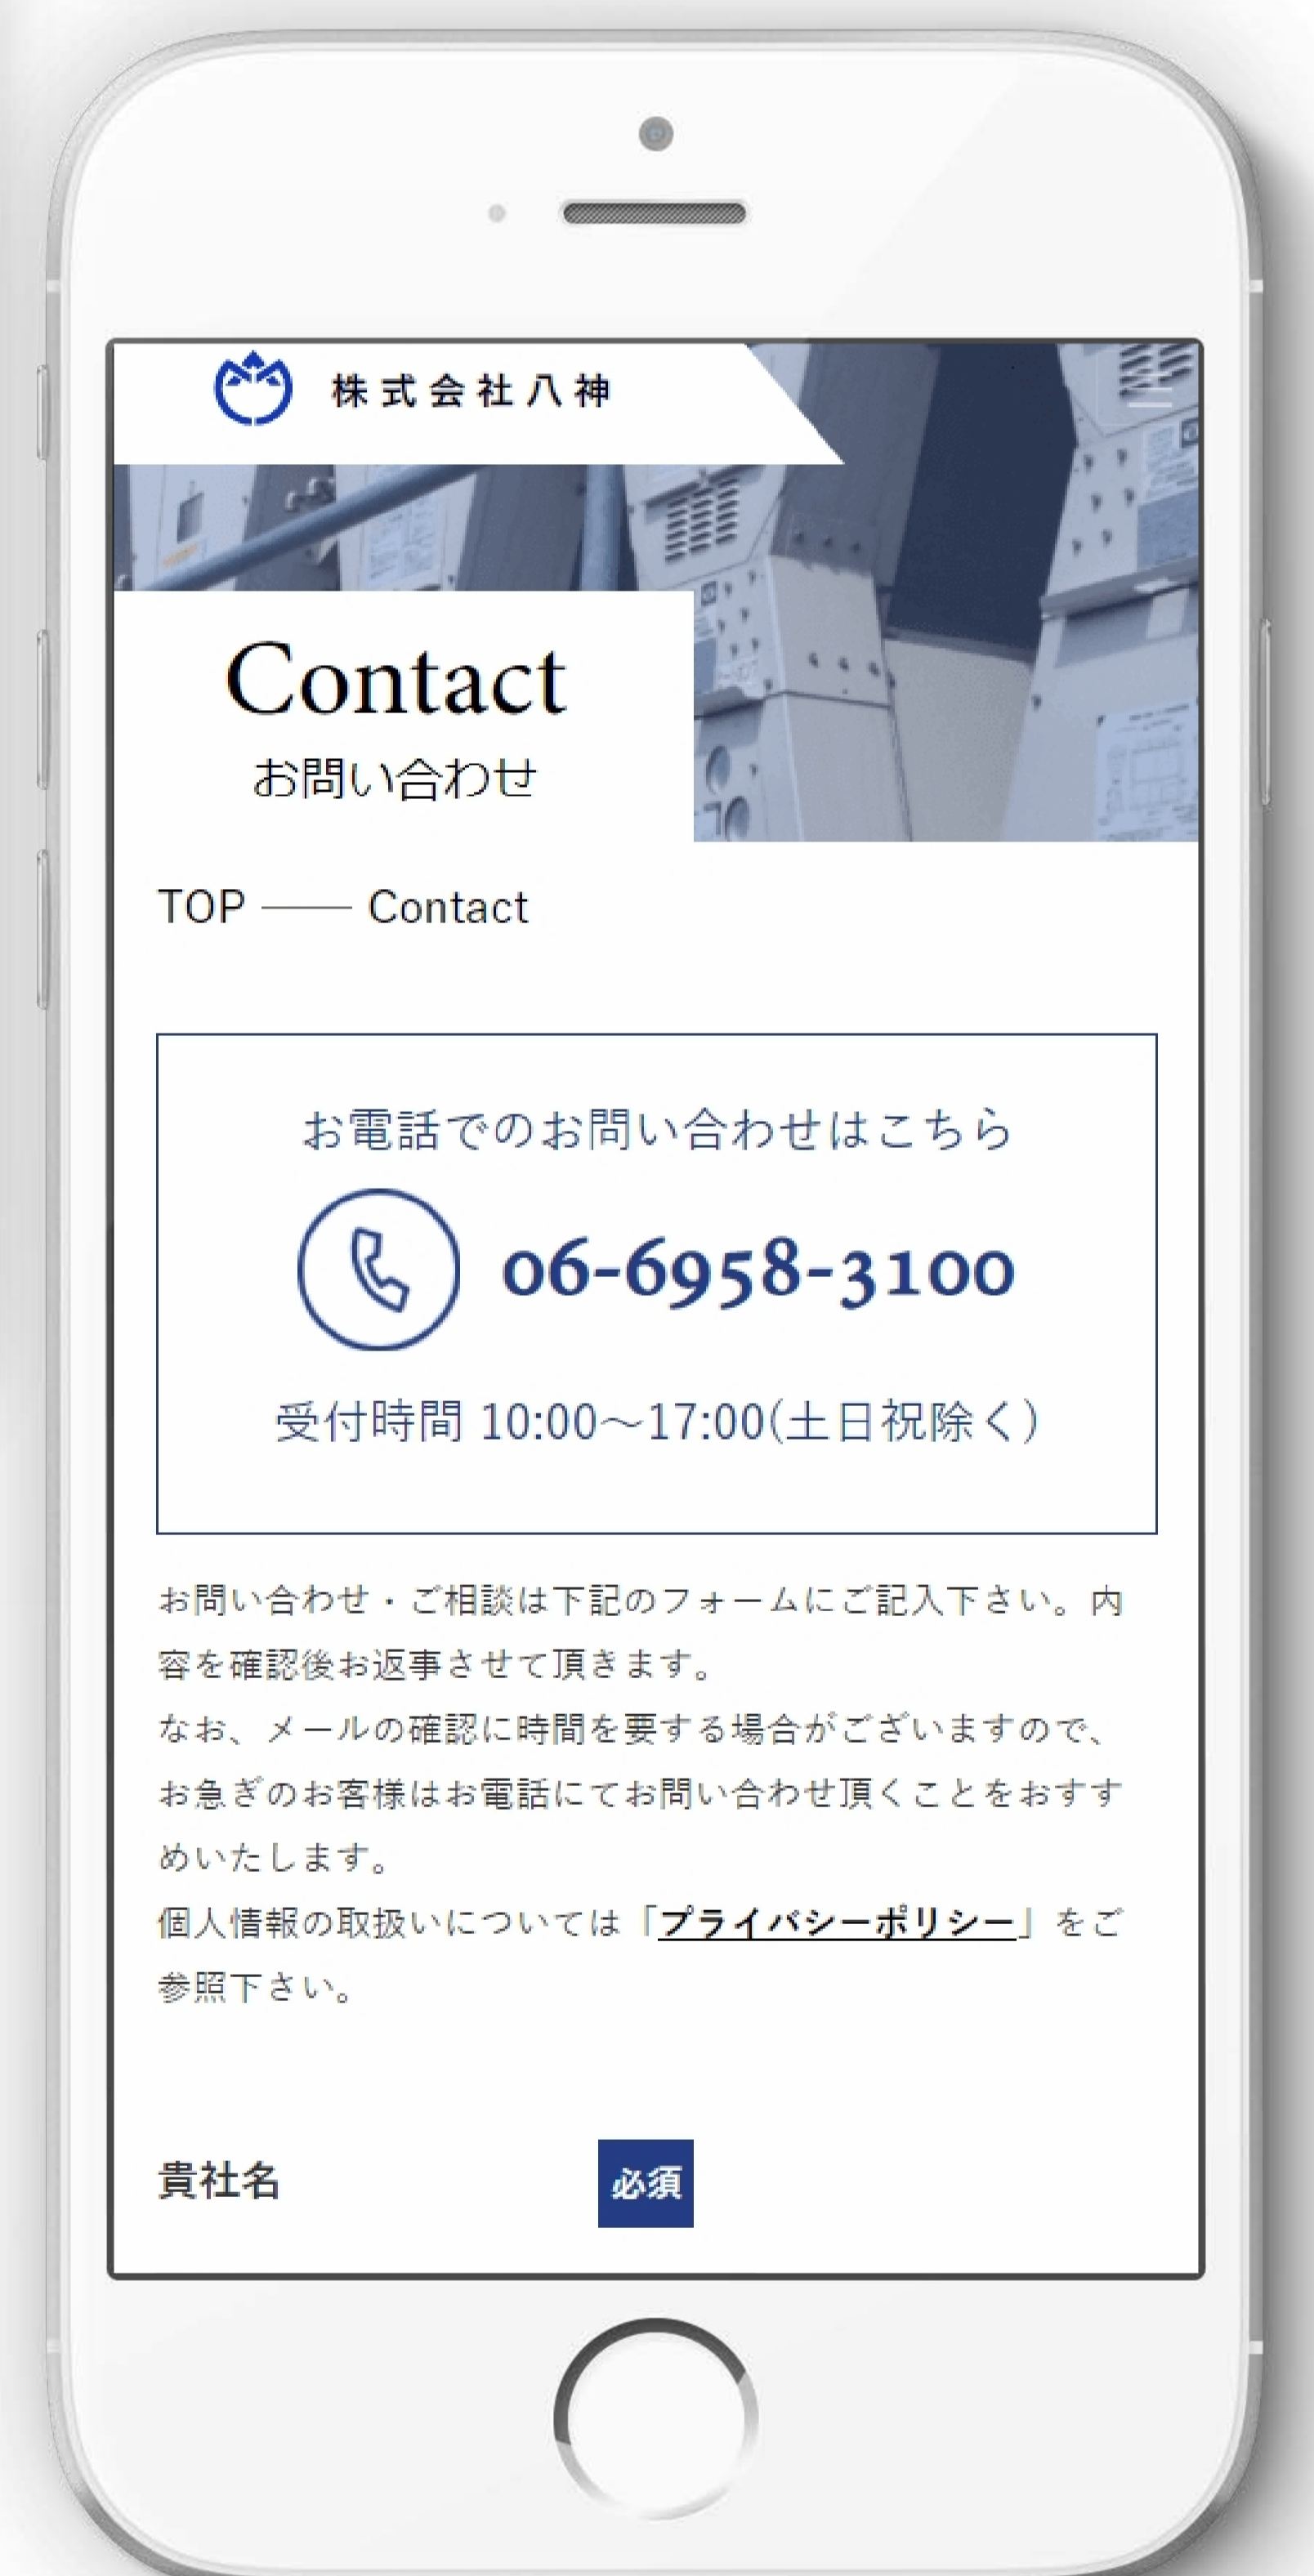 株式会社八神
Contact
お問い合わせ
TOP —— Contact
お電話でのお問い合わせはこちら
06-6958-3100
受付時間 10:00～17:00(土日祝除く)
お問い合わせ・ご相談は下記のフォームにご記入下さい。内
容を確認後お返事させて頂きます。
なお、メールの確認に時間を要する場合がございますので、
お急ぎのお客様はお電話にてお問い合わせ頂くことをおすす
めいたします。
個人情報の取扱いについては「プライバシーポリシー」をご
参照下さい。
貴社名 必須